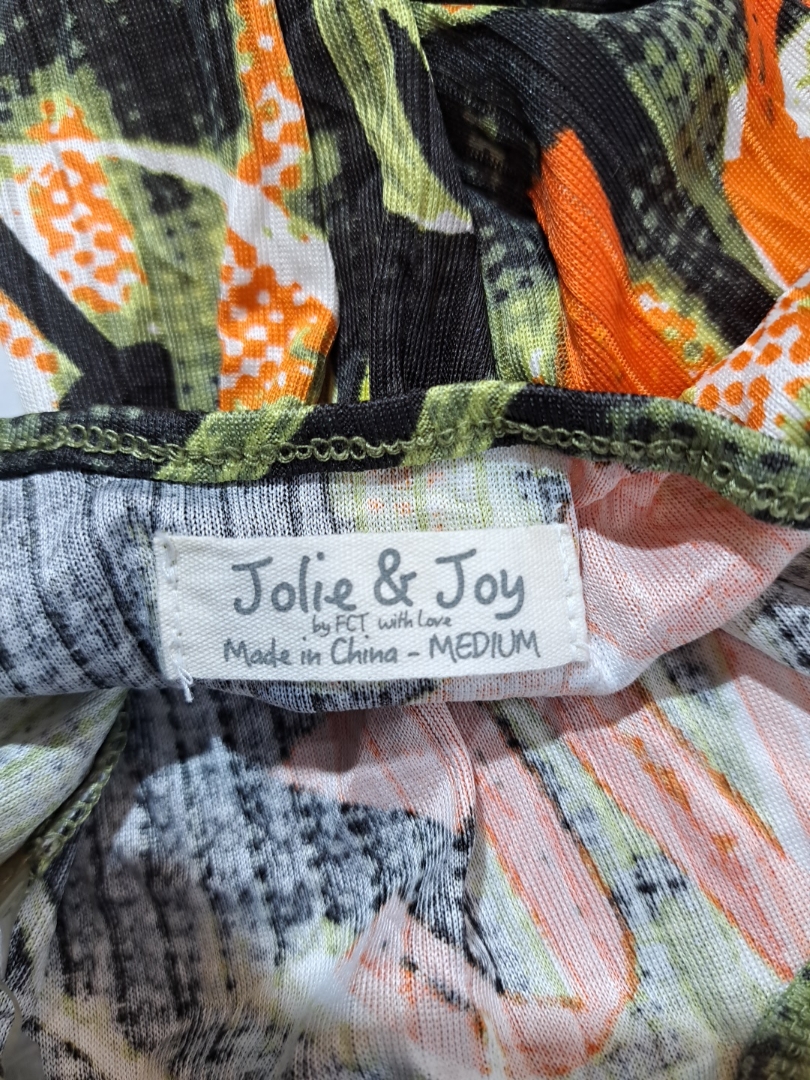 Jolie & Joy
by FCT with Love
Made in China - MEDIUM